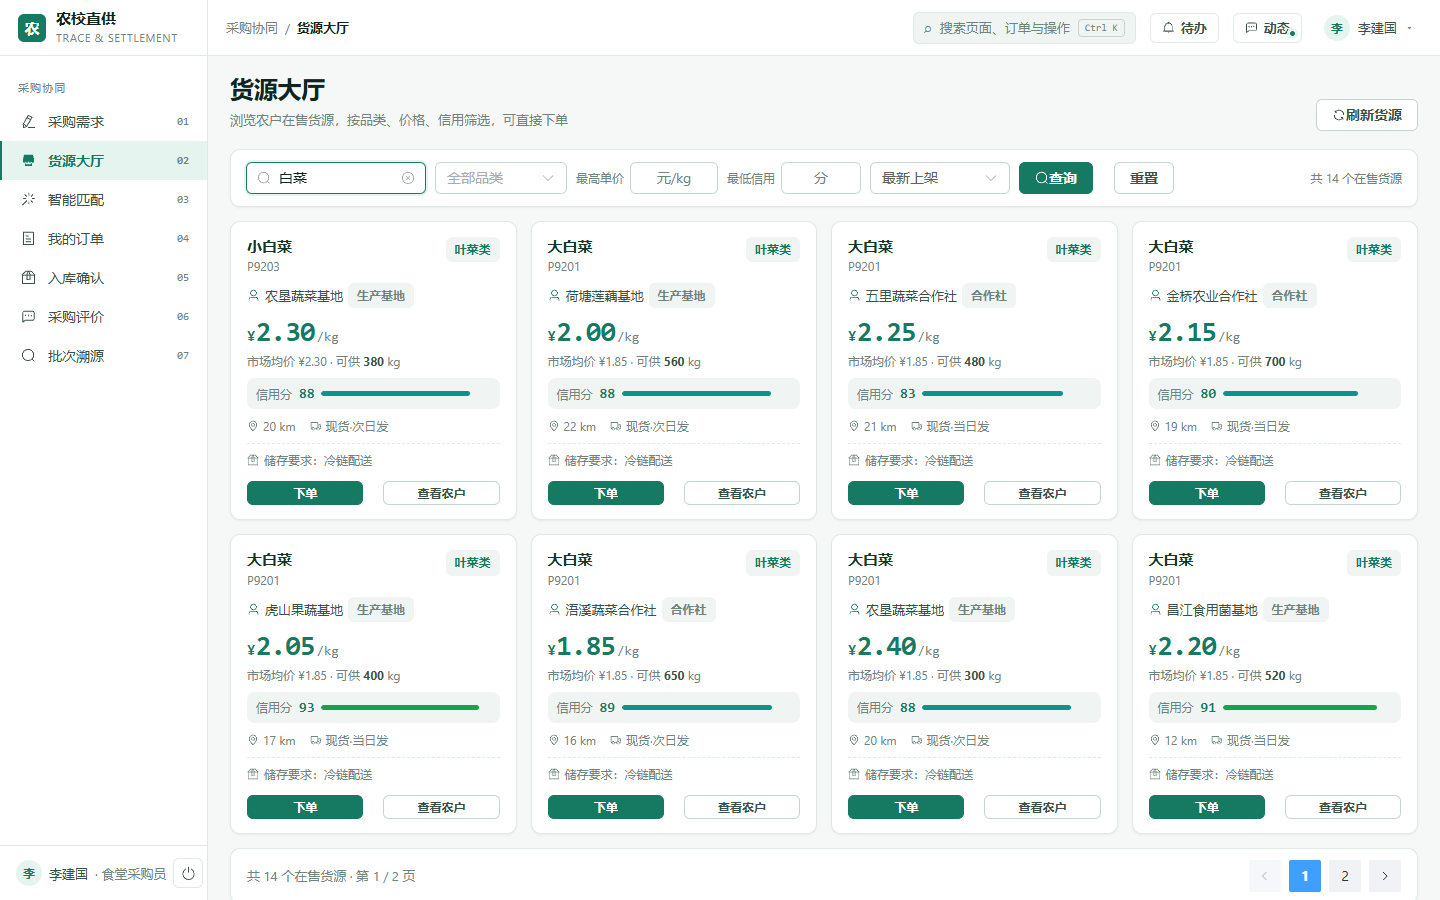 农校直供
TRACE & SETTLEMENT
采购协同 / 货源大厅
搜索页面、订单与操作 Ctrl K
待办
动态
李 李建国
采购协同
采购需求 01
货源大厅 02
智能匹配 03
我的订单 04
入库确认 05
采购评价 06
批次溯源 07
李 李建国 · 食堂采购员
货源大厅
浏览农户在售货源，按品类、价格、信用筛选，可直接下单
刷新货源
白菜 全部品类 最高单价 元/kg 最低信用 分 最新上架 查询 重置 共 14 个在售货源
小白菜 叶菜类
P9203
农垦蔬菜基地 生产基地
¥2.30/kg
市场均价 ¥2.30 · 可供 380 kg
信用分 88
20 km 现货·次日发
储存要求：冷链配送
下单 查看农户
大白菜 叶菜类
P9201
荷塘莲藕基地 生产基地
¥2.00/kg
市场均价 ¥1.85 · 可供 560 kg
信用分 88
22 km 现货·次日发
储存要求：冷链配送
下单 查看农户
大白菜 叶菜类
P9201
五里蔬菜合作社 合作社
¥2.25/kg
市场均价 ¥1.85 · 可供 480 kg
信用分 83
21 km 现货·当日发
储存要求：冷链配送
下单 查看农户
大白菜 叶菜类
P9201
金桥农业合作社 合作社
¥2.15/kg
市场均价 ¥1.85 · 可供 700 kg
信用分 80
19 km 现货·当日发
储存要求：冷链配送
下单 查看农户
大白菜 叶菜类
P9201
虎山果蔬基地 生产基地
¥2.05/kg
市场均价 ¥1.85 · 可供 400 kg
信用分 93
17 km 现货·当日发
储存要求：冷链配送
下单 查看农户
大白菜 叶菜类
P9201
浯溪蔬菜合作社 合作社
¥1.85/kg
市场均价 ¥1.85 · 可供 650 kg
信用分 89
16 km 现货·次日发
储存要求：冷链配送
下单 查看农户
大白菜 叶菜类
P9201
农垦蔬菜基地 生产基地
¥2.40/kg
市场均价 ¥1.85 · 可供 300 kg
信用分 88
20 km 现货·次日发
储存要求：冷链配送
下单 查看农户
大白菜 叶菜类
P9201
昌江食用菌基地 生产基地
¥2.20/kg
市场均价 ¥1.85 · 可供 520 kg
信用分 91
12 km 现货·当日发
储存要求：冷链配送
下单 查看农户
共 14 个在售货源 · 第 1 / 2 页
1 2